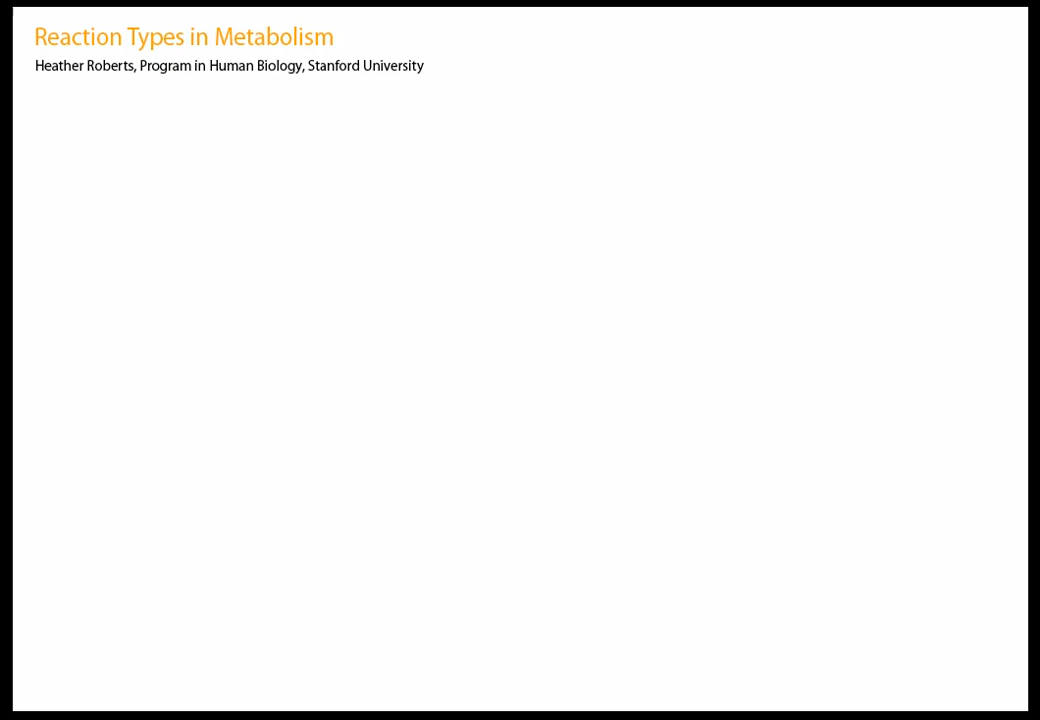 Reaction Types in Metabolism
Heather Roberts, Program in Human Biology, Stanford University